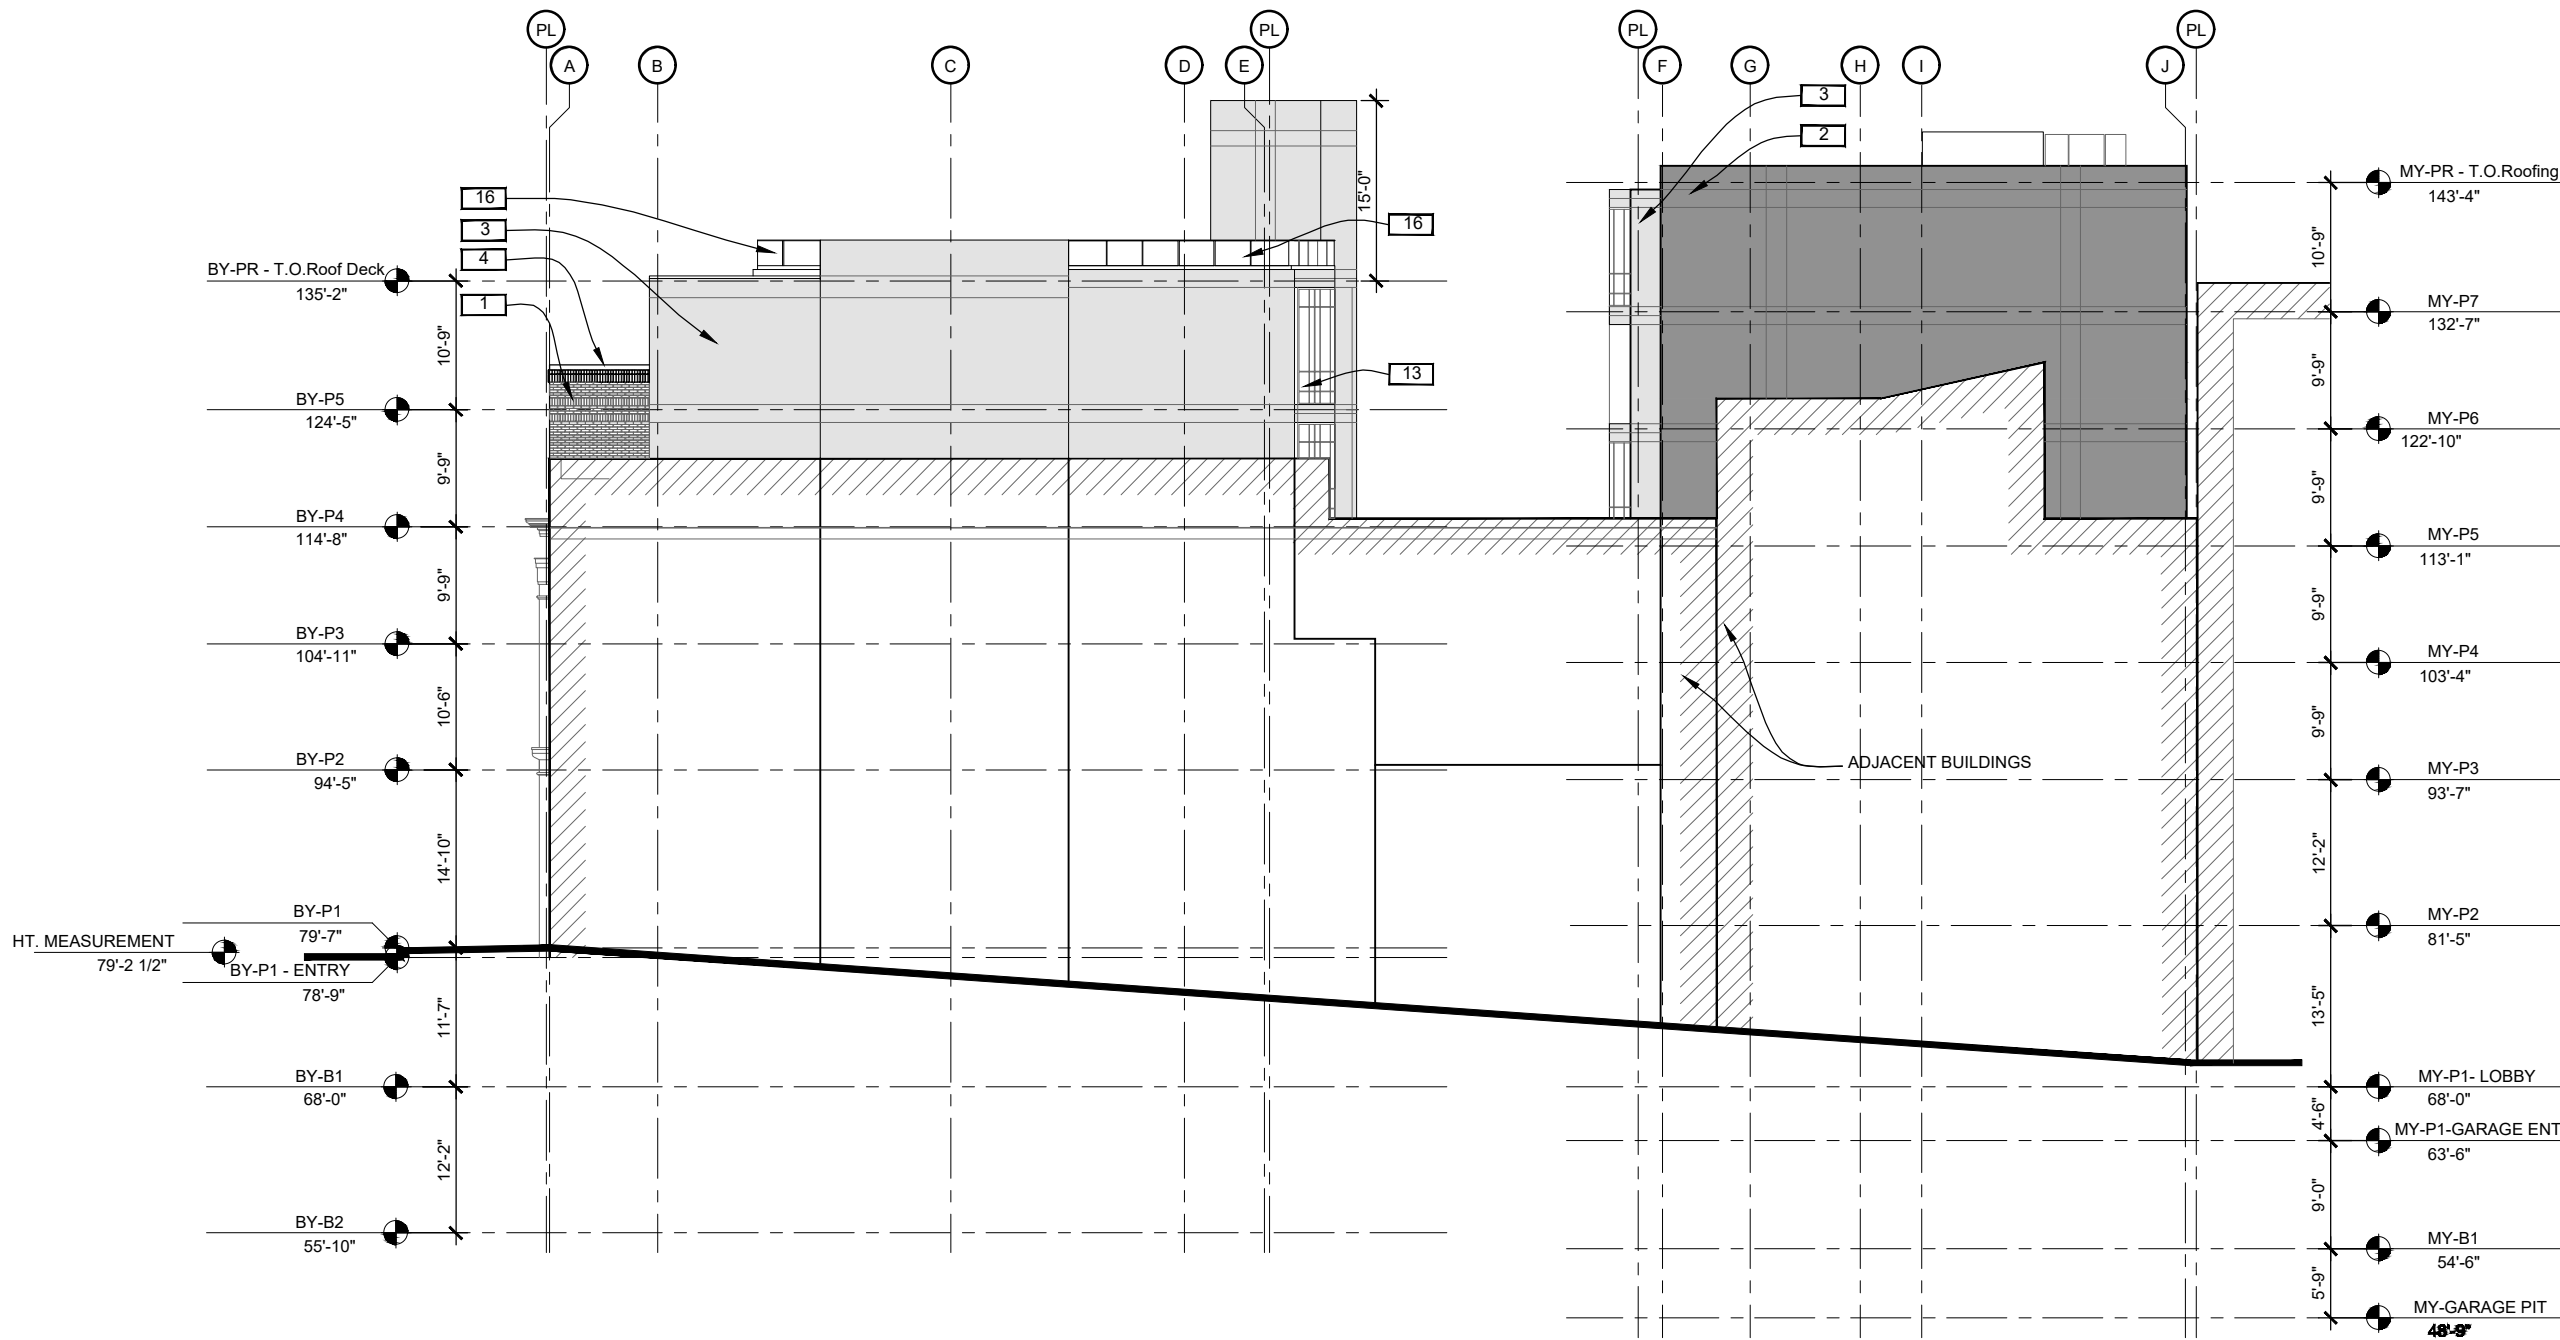 PL
PL
PL
PL
A
B
C
D
E
F
G
H
I
J
3
2
15'-0"
16
3
4
1
16
13
BY-PR - T.O.Roof Deck
135'-2"
10'-9"
BY-P5
124'-5"
9'-9"
BY-P4
114'-8"
9'-9"
BY-P3
104'-11"
10'-6"
BY-P2
94'-5"
14'-10"
BY-P1
79'-7"
HT. MEASUREMENT
79'-2 1/2"
BY-P1 - ENTRY
78'-9"
11'-7"
BY-B1
68'-0"
12'-2"
BY-B2
55'-10"
ADJACENT BUILDINGS
MY-PR - T.O.Roofing
143'-4"
10'-9"
MY-P7
132'-7"
9'-9"
MY-P6
122'-10"
9'-9"
MY-P5
113'-1"
9'-9"
MY-P4
103'-4"
9'-9"
MY-P3
93'-7"
12'-2"
MY-P2
81'-5"
13'-5"
MY-P1- LOBBY
68'-0"
4'-6"
MY-P1-GARAGE ENT
63'-6"
9'-0"
MY-B1
54'-6"
5'-9"
MY-GARAGE PIT